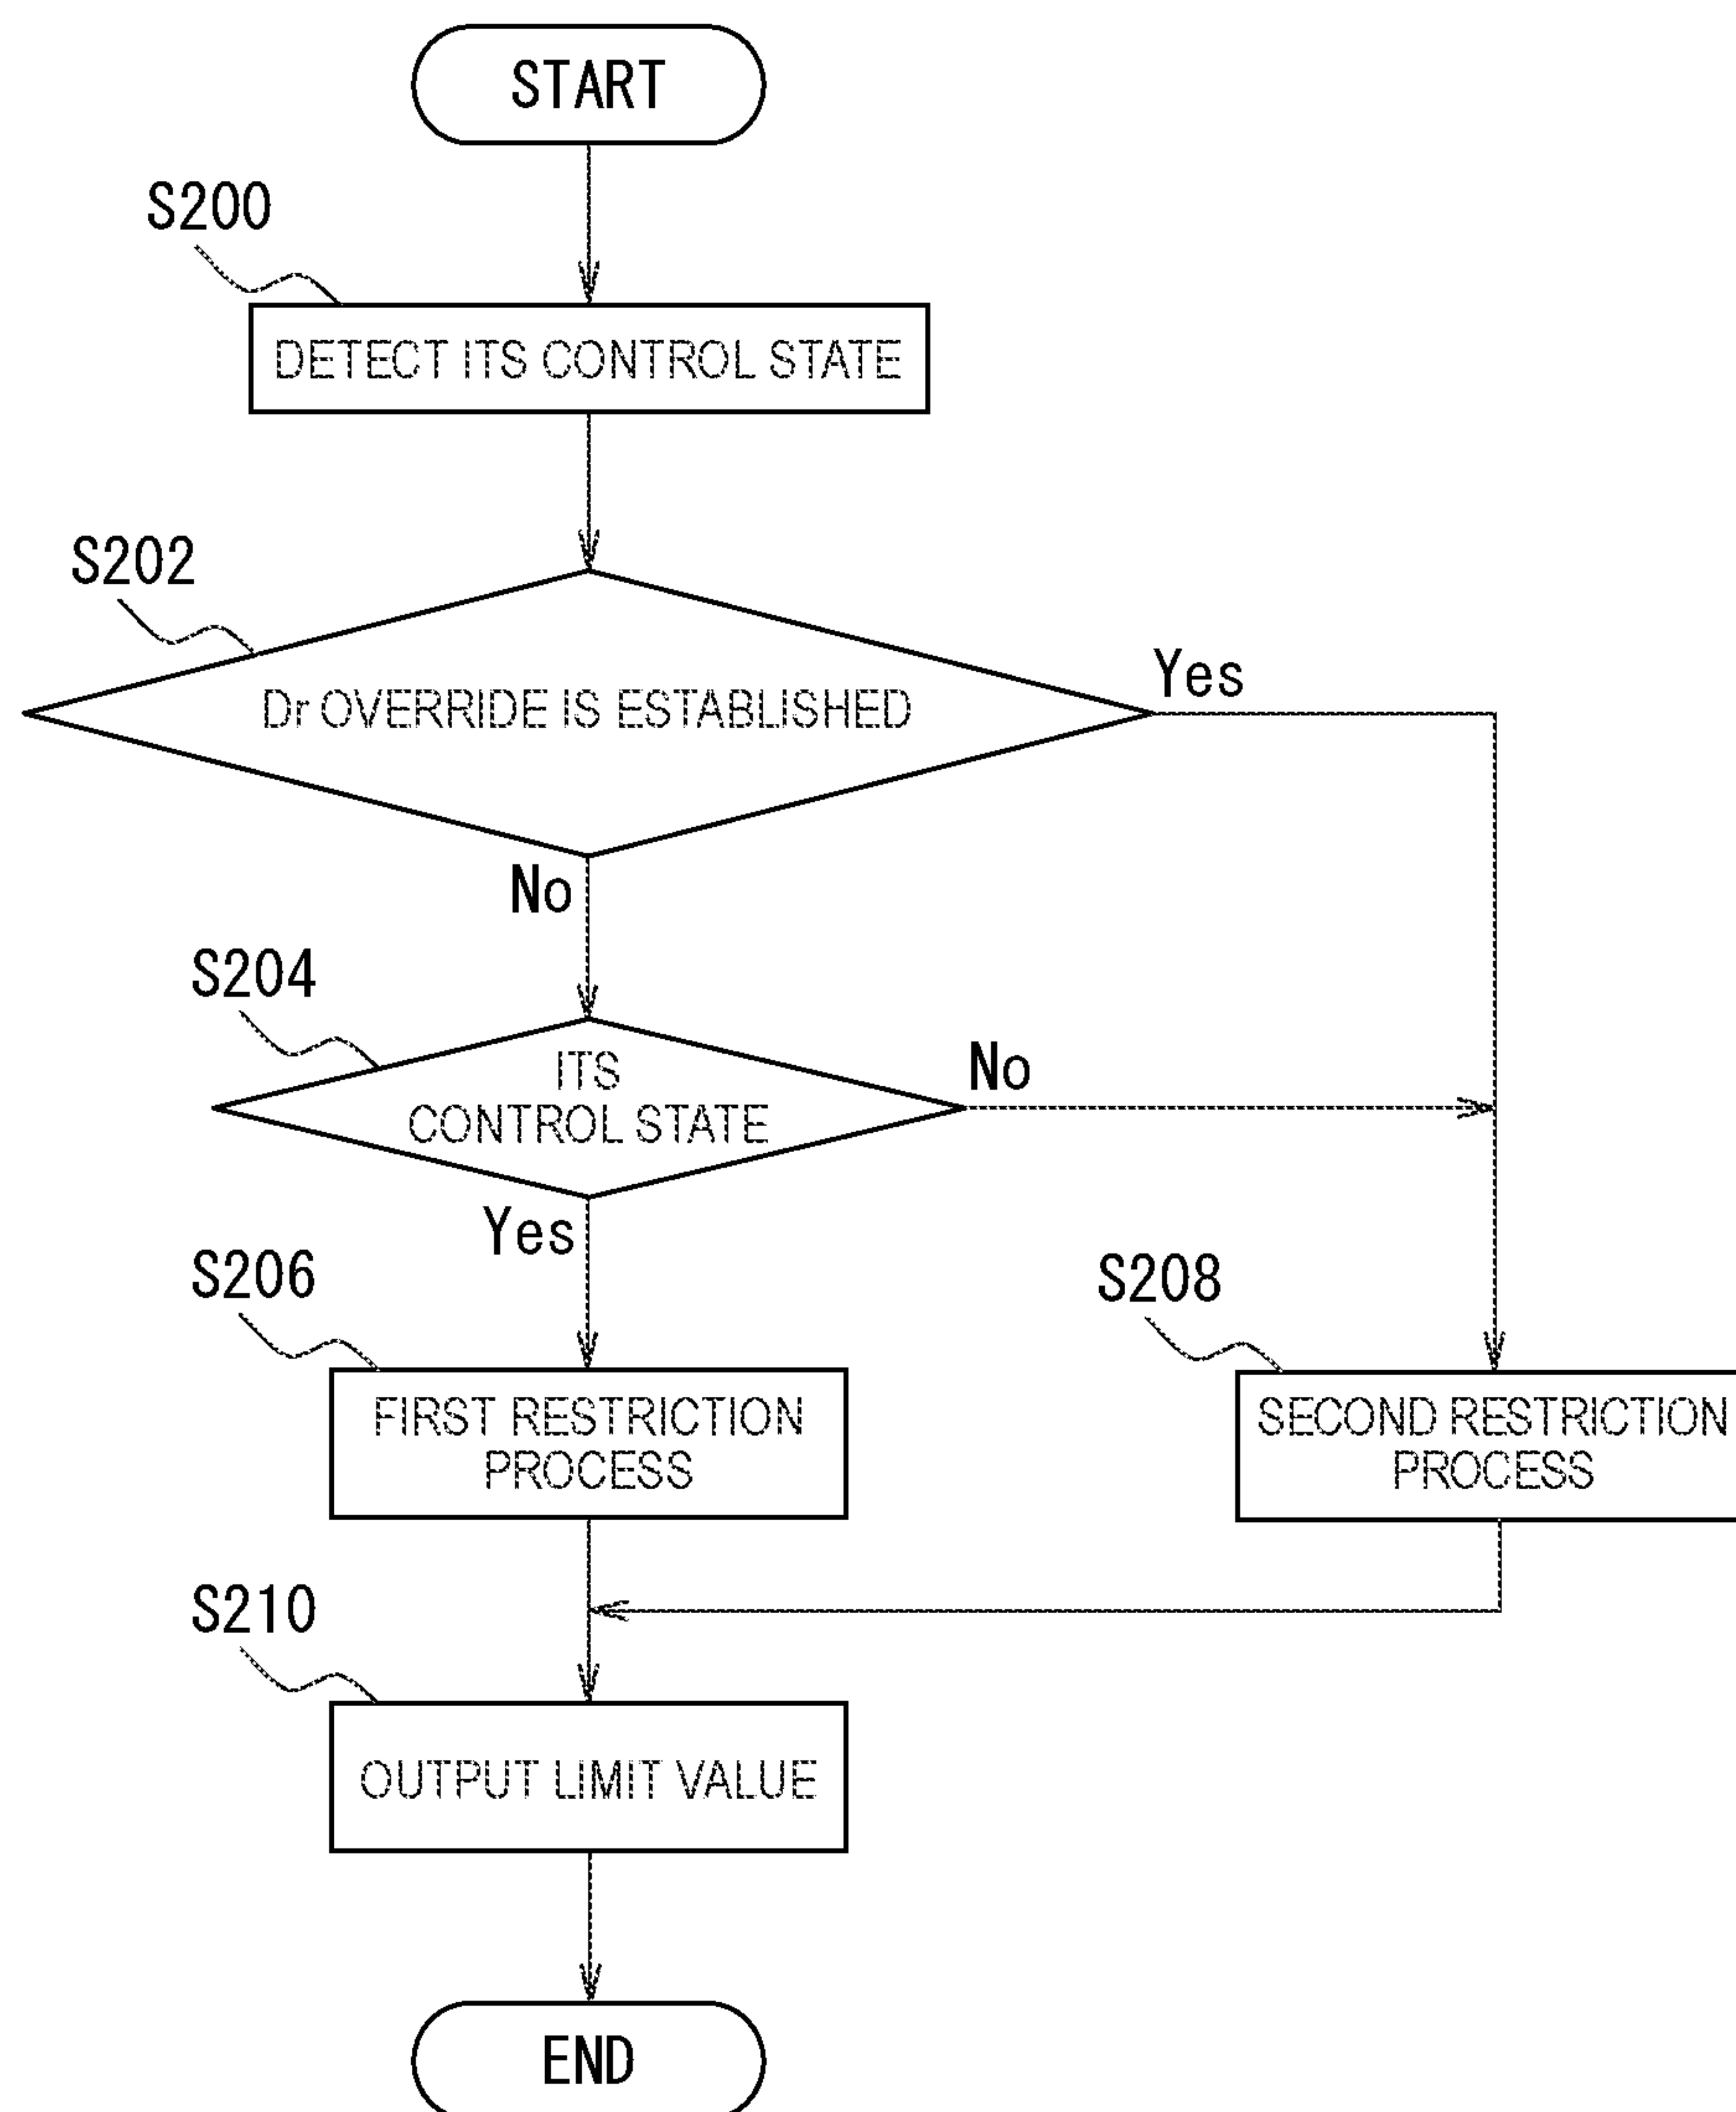 START
S200
DETECT ITS CONTROL STATE
S202
Dr OVERRIDE IS ESTABLISHED
Yes
No
S204
ITS
CONTROL STATE
No
Yes
S206
FIRST RESTRICTION
PROCESS
S208
SECOND RESTRICTION
PROCESS
S210
OUTPUT LIMIT VALUE
END